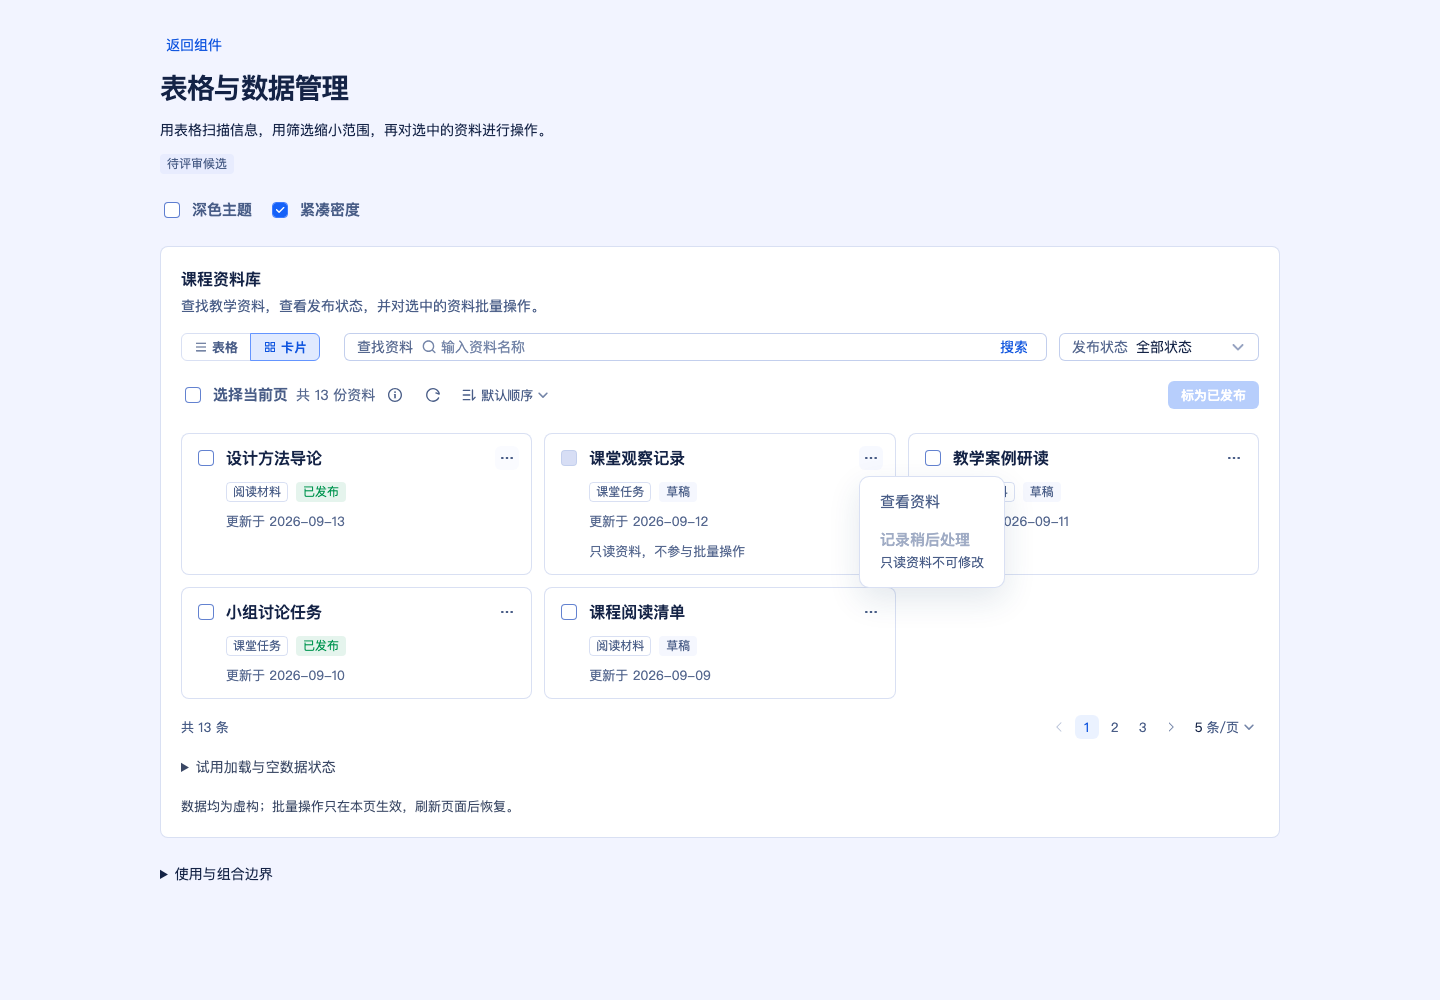 返回组件
表格与数据管理
用表格扫描信息，用筛选缩小范围，再对选中的资料进行操作。
待评审候选
深色主题 紧凑密度
课程资料库
查找教学资料，查看发布状态，并对选中的资料批量操作。
表格 卡片 查找资料 输入资料名称 搜索 发布状态 全部状态
选择当前页 共 13 份资料 默认顺序 标为已发布
设计方法导论
阅读材料 已发布
更新于 2026-09-13
课堂观察记录
课堂任务 草稿
更新于 2026-09-12
只读资料，不参与批量操作
查看资料
记录稍后处理
只读资料不可修改
教学案例研读
草稿
026-09-11
小组讨论任务
课堂任务 已发布
更新于 2026-09-10
课程阅读清单
阅读材料 草稿
更新于 2026-09-09
共 13 条 1 2 3 5 条/页
试用加载与空数据状态
数据均为虚构；批量操作只在本页生效，刷新页面后恢复。
使用与组合边界